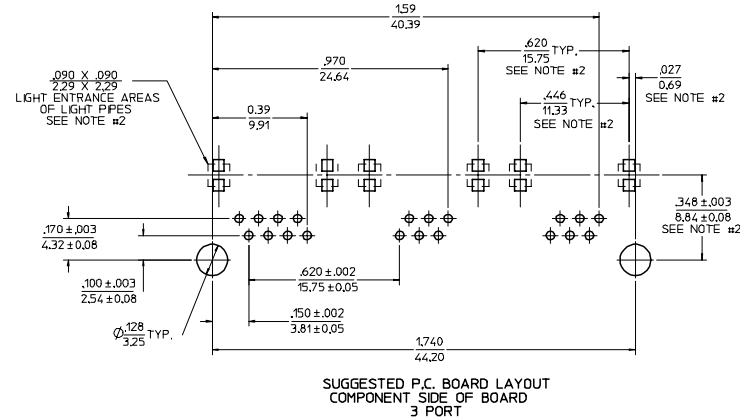 1.59
40.39
.970
24.64
.620 TYP.
15.75
SEE NOTE #2
.027
0.69
SEE NOTE #2
.090 X .090
2.29 X 2.29
LIGHT ENTRANCE AREAS
OF LIGHT PIPES
SEE NOTE #2
0.39
9.91
.446 TYP.
11.33
SEE NOTE #2
.348 ±.003
8.84 ±0.08
SEE NOTE #2
.170 ±.003
4.32 ±0.08
.100 ±.003
2.54 ±0.08
.620 ±.002
15.75 ±0.05
.150 ±.002
3.81 ±0.05
Ø .128 TYP.
3.25
1.740
44.20
SUGGESTED P.C. BOARD LAYOUT
COMPONENT SIDE OF BOARD
3 PORT